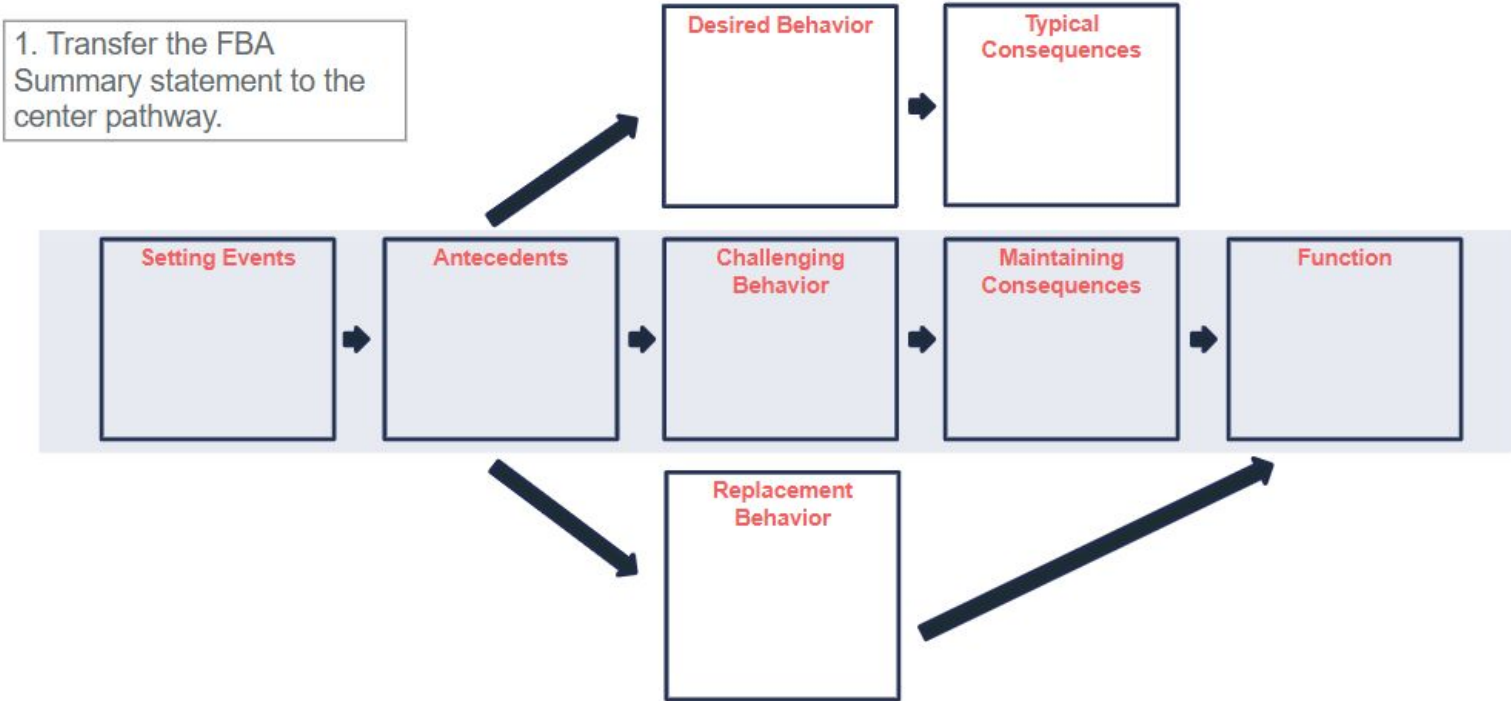 1. Transfer the FBA
Summary statement to the
center pathway.
Desired Behavior
Typical
Consequences
Setting Events
Antecedents
Challenging
Behavior
Maintaining
Consequences
Function
Replacement
Behavior